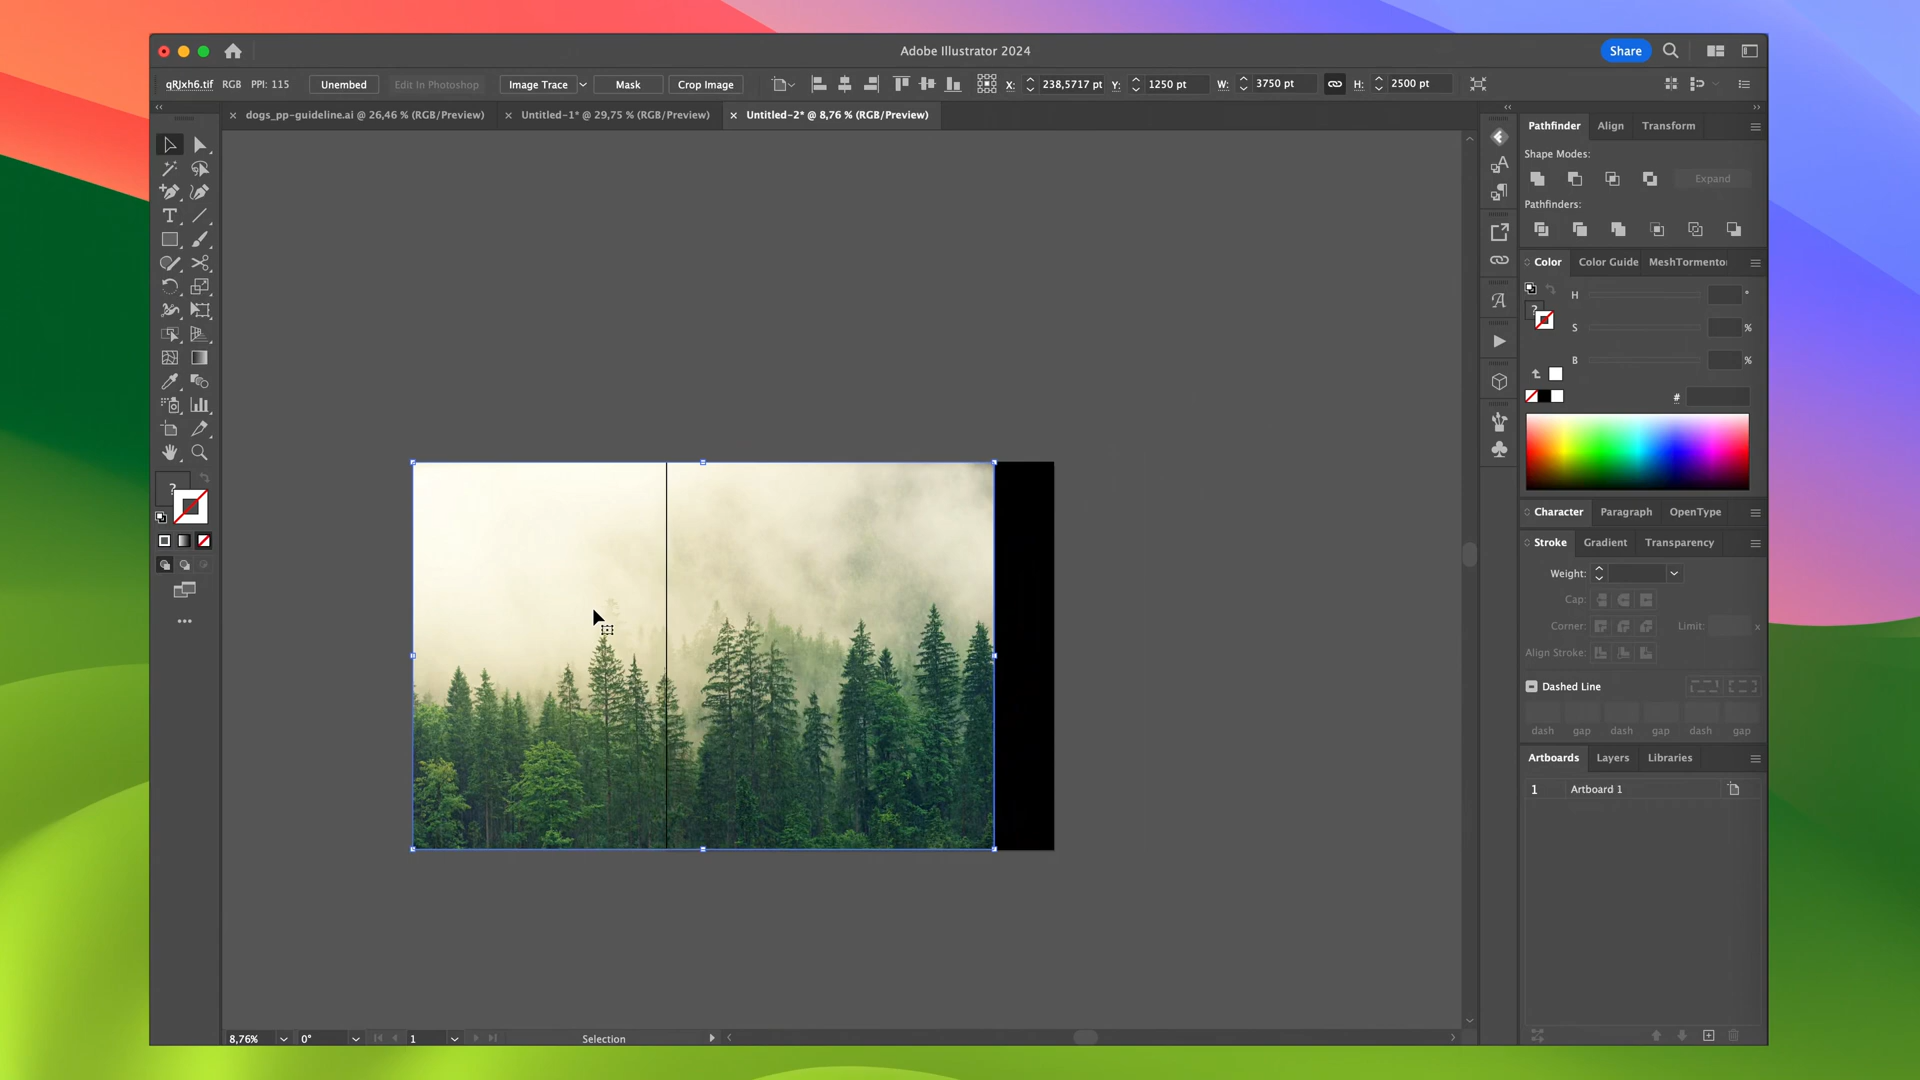 Adobe Illustrator 2024
Share
qRJxh6.tif RGB PPI: 115 Unembed Edit In Photoshop Image Trace Mask Crop Image X: 238,5717 pt Y: 1250 pt W: 3750 pt H: 2500 pt
dogs_pp-guideline.ai @ 26,46 % (RGB/Preview) Untitled-1* @ 29,75 % (RGB/Preview) Untitled-2* @ 8,76 % (RGB/Preview)
Pathfinder Align Transform
Shape Modes:
Expand
Pathfinders:
Color Color Guide MeshTormento
H °
S %
B %
#
Character Paragraph OpenType
Stroke Gradient Transparency
Weight:
Cap:
Corner: Limit: x
Align Stroke:
Dashed Line
dash gap dash gap dash gap
Artboards Layers Libraries
1 Artboard 1
8,76% 0° 1 Selection